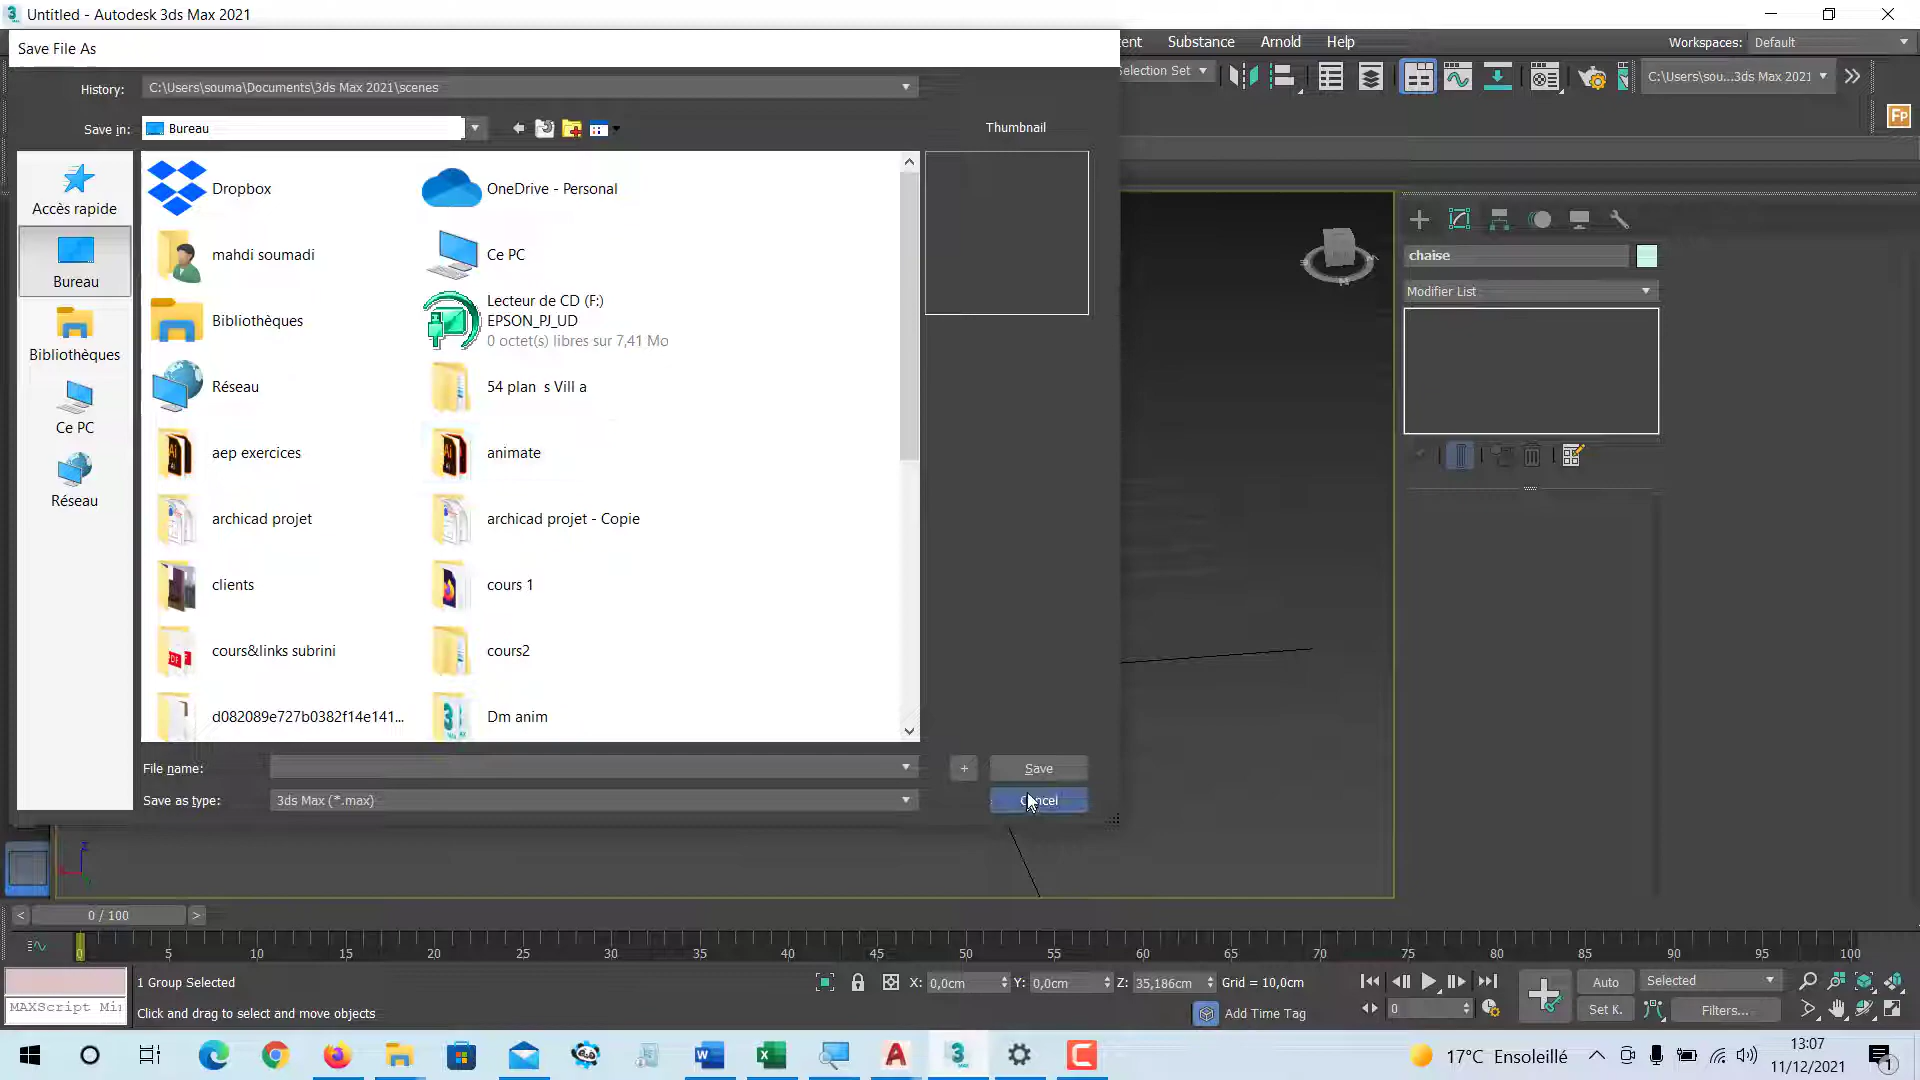 Untitled - Autodesk 3ds Max 2021
Save File As
Substance
Arnold
Help
Workspaces:
Default
History:
C:\Users\souma\Documents\3ds Max 2021\scenes
Selection Set
C:\Users\sou...3ds Max 2021
Save in:
Bureau
Thumbnail
Accès rapide
Bureau
Bibliothèques
Ce PC
Réseau
Dropbox
OneDrive - Personal
mahdi soumadi
Ce PC
Bibliothèques
Lecteur de CD (F:)
EPSON_PJ_UD
0 octet(s) libres sur 7,41 Mo
Réseau
54 plan s Vill a
aep exercices
animate
archicad projet
archicad projet - Copie
clients
cours 1
cours&links subrini
cours2
d082089e727b0382f14e141...
Dm anim
chaise
Modifier List
File name:
+
Save
Save as type:
3ds Max (*.max)
Cancel
0 / 100
0 5 10 15 20 25 30 35 40 45 50 55 60 65 70 75 80 85 90 95 100
1 Group Selected
X: 0,0cm
Y: 0,0cm
Z: 35,186cm
Grid = 10,0cm
Auto
Selected
MAXScript Mi
Click and drag to select and move objects
Add Time Tag
0
Set K.
Filters...
17°C Ensoleillé
13:07
11/12/2021
1